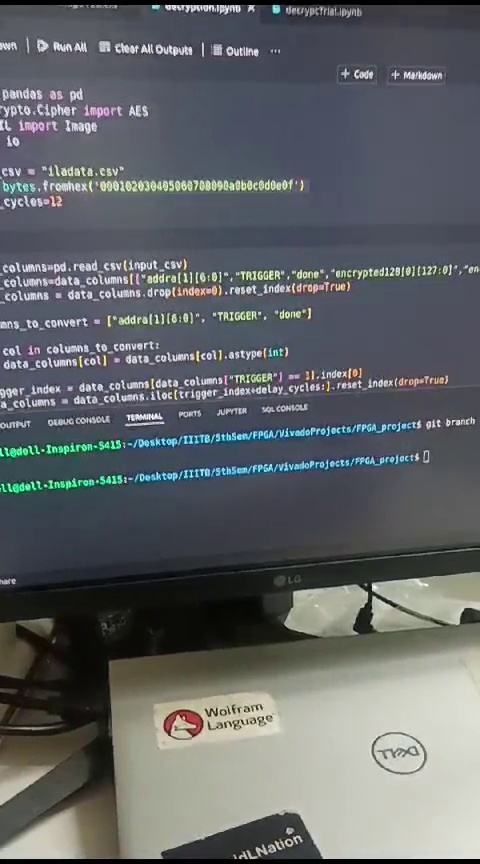 decryption.ipynb × decrypcTrial.ipynb
own Run All Clear All Outputs Outline ...
+ Code + Markdown
pandas as pd
rypto.Cipher import AES
IL import Image
io
_csv = "iladata.csv"
bytes.fromhex('000102030405060708090a0b0c0d0e0f')
_cycles=12
_columns=pd.read_csv(input_csv)
_columns=data_columns[["addra[1][6:0]","TRIGGER","done","encrypted128[0][127:0]","en
_columns = data_columns.drop(index=0).reset_index(drop=True)
mns_to_convert = ["addra[1][6:0]", "TRIGGER", "done"]
col in columns_to_convert:
data_columns[col] = data_columns[col].astype(int)
gger_index = data_columns[data_columns["TRIGGER"] == 1].index[0]
a_columns = data_columns.iloc[trigger_index+delay_cycles:].reset_index(drop=True)
OUTPUT DEBUG CONSOLE TERMINAL PORTS JUPYTER SQL CONSOLE
ll@dell-Inspiron-5415:~/Desktop/IIITB/5thSem/FPGA/VivadoProjects/FPGA_project$ git branch
ll@dell-Inspiron-5415:~/Desktop/IIITB/5thSem/FPGA/VivadoProjects/FPGA_project$
hare
LG
Wolfram
Language
DELL
dLNation